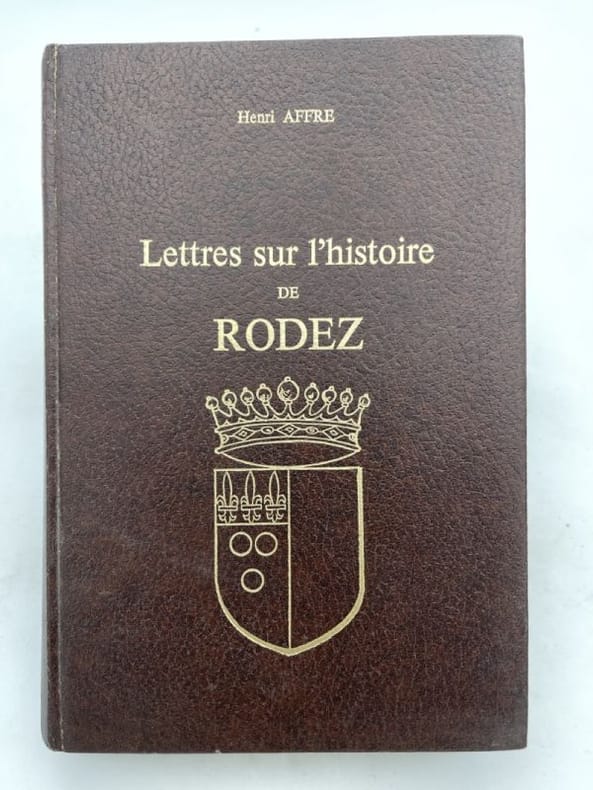 Henri AFFRE
Lettres sur l'histoire
DE
RODEZ